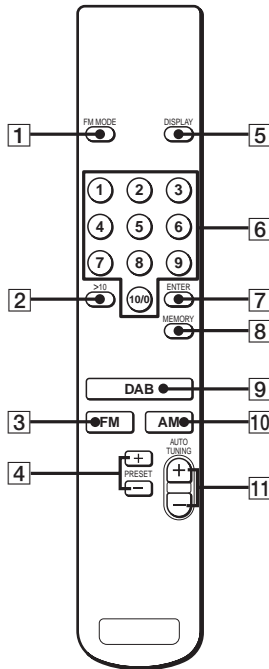 FM MODE DISPLAY
1 5
1 2 3
4 5 6 6
7 8 9
>10 10/0 ENTER
2 7
MEMORY
8
DAB 9
3 FM AM 10
AUTO
TUNING
4 + +
PRESET
11
− −